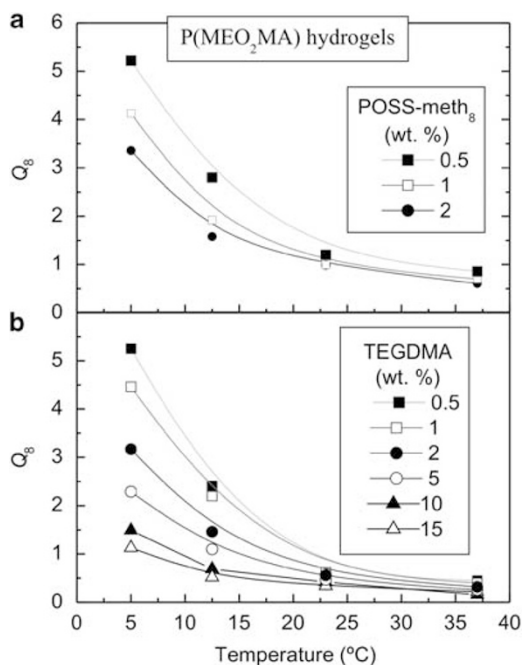 a
P(MEO₂MA) hydrogels
6
5
4
3
2
1
0
Q₈
POSS-meth₈
(wt. %)
0.5
1
2
b
5
4
3
2
1
0
Q₈
TEGDMA
(wt. %)
0.5
1
2
5
10
15
0 5 10 15 20 25 30 35 40
Temperature (ºC)